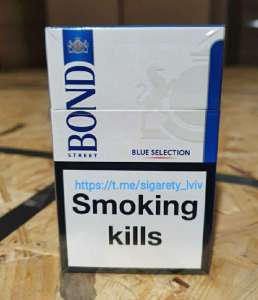 BOND
STREET
BLUE SELECTION
https://t.me/sigarety_lviv
Smoking
kills